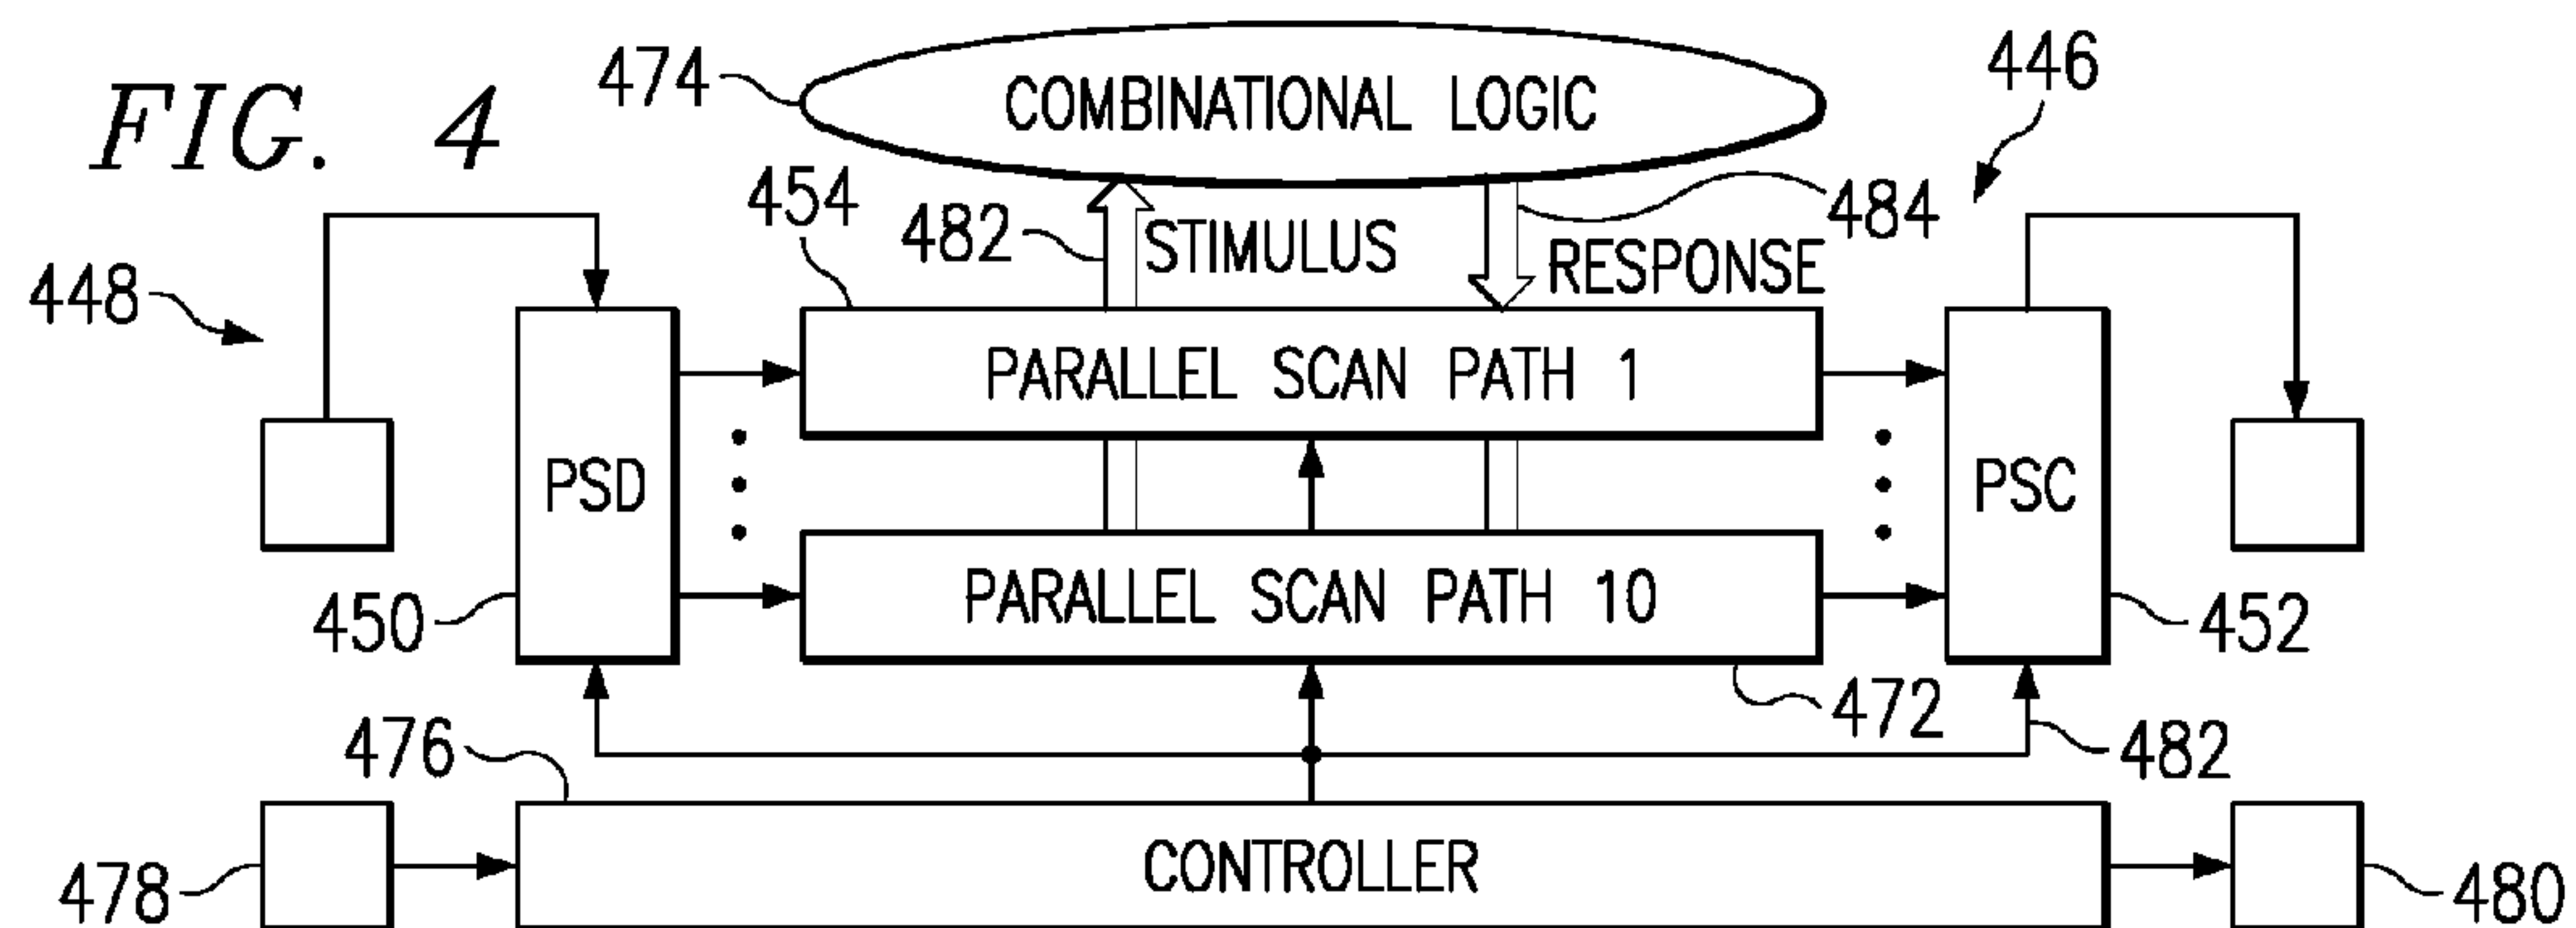 FIG. 4
474
COMBINATIONAL LOGIC
446
454
482
STIMULUS
484
RESPONSE
448
PARALLEL SCAN PATH 1
PSD
PSC
PARALLEL SCAN PATH 10
450
452
472
476
482
CONTROLLER
478
480